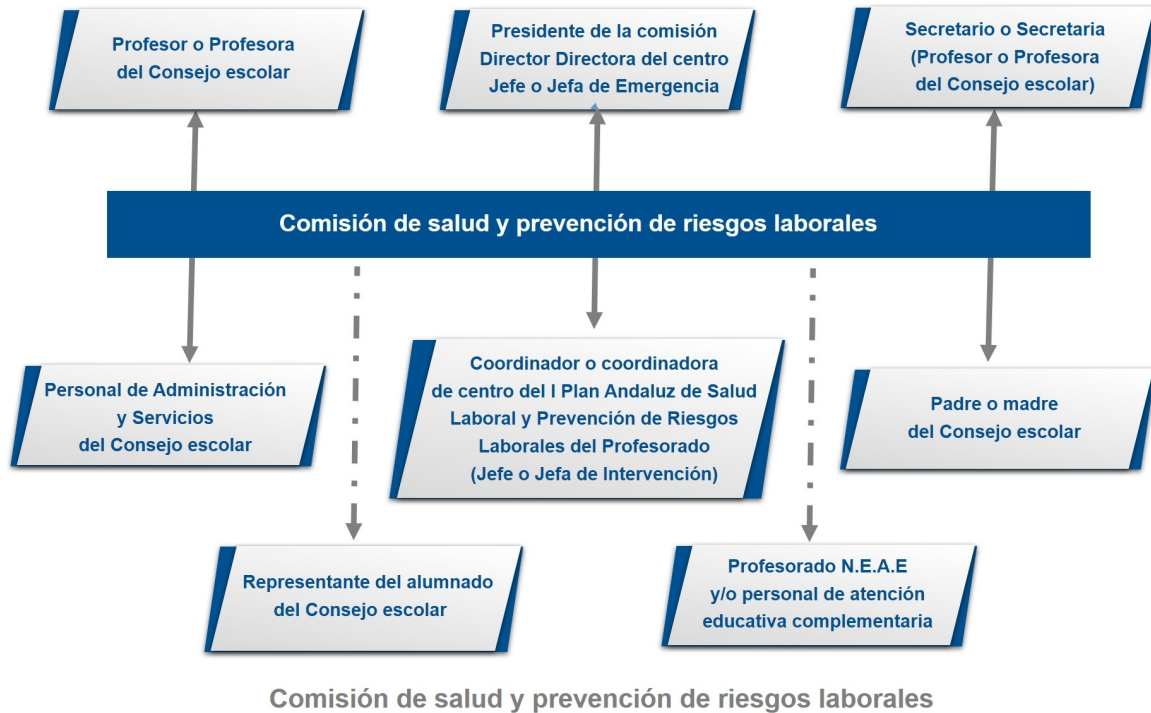 Profesor o Profesora
del Consejo escolar
Presidente de la comisión
Director Directora del centro
Jefe o Jefa de Emergencia
Secretario o Secretaria
(Profesor o Profesora
del Consejo escolar)
Comisión de salud y prevención de riesgos laborales
Personal de Administración
y Servicios
del Consejo escolar
Coordinador o coordinadora
de centro del I Plan Andaluz de Salud
Laboral y Prevención de Riesgos
Laborales del Profesorado
(Jefe o Jefa de Intervención)
Padre o madre
del Consejo escolar
Representante del alumnado
del Consejo escolar
Profesorado N.E.A.E
y/o personal de atención
educativa complementaria
Comisión de salud y prevención de riesgos laborales